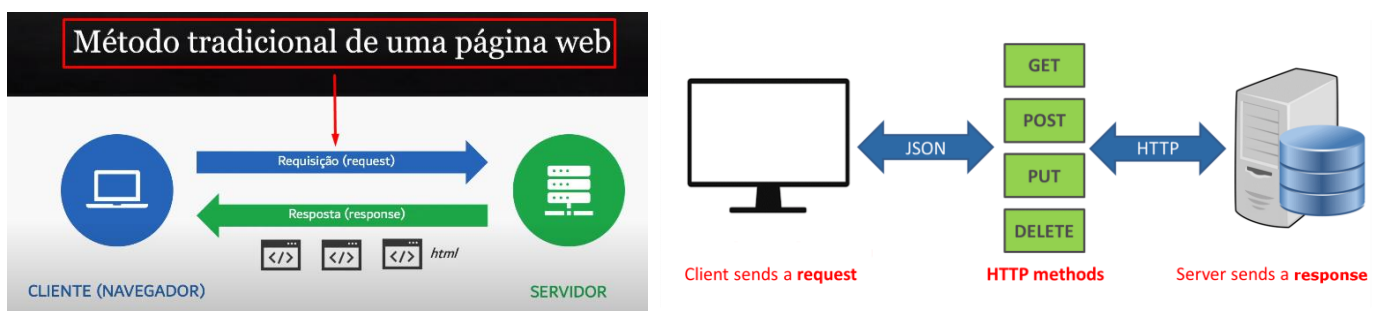 Método tradicional de uma página web
Requisição (request)
Resposta (response)
</>
</>
</>
html
CLIENTE (NAVEGADOR)
SERVIDOR
GET
POST
PUT
DELETE
JSON
HTTP
Client sends a request
HTTP methods
Server sends a response